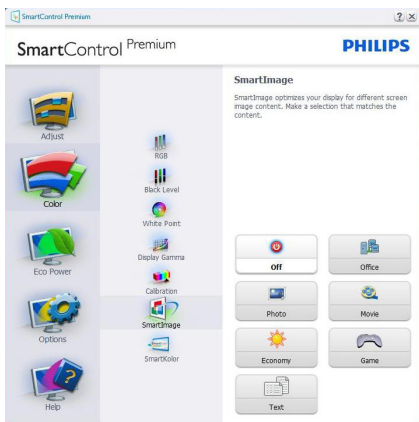 SmartControl Premium
SmartControl Premium
PHILIPS
Adjust
Color
Eco Power
Options
Help
RGB
Black Level
White Point
Display Gamma
Calibration
SmartImage
SmartKolor
SmartImage
SmartImage optimizes your display for different screen
image content. Make a selection that matches the
content.
Off
Office
Photo
Movie
Economy
Game
Text